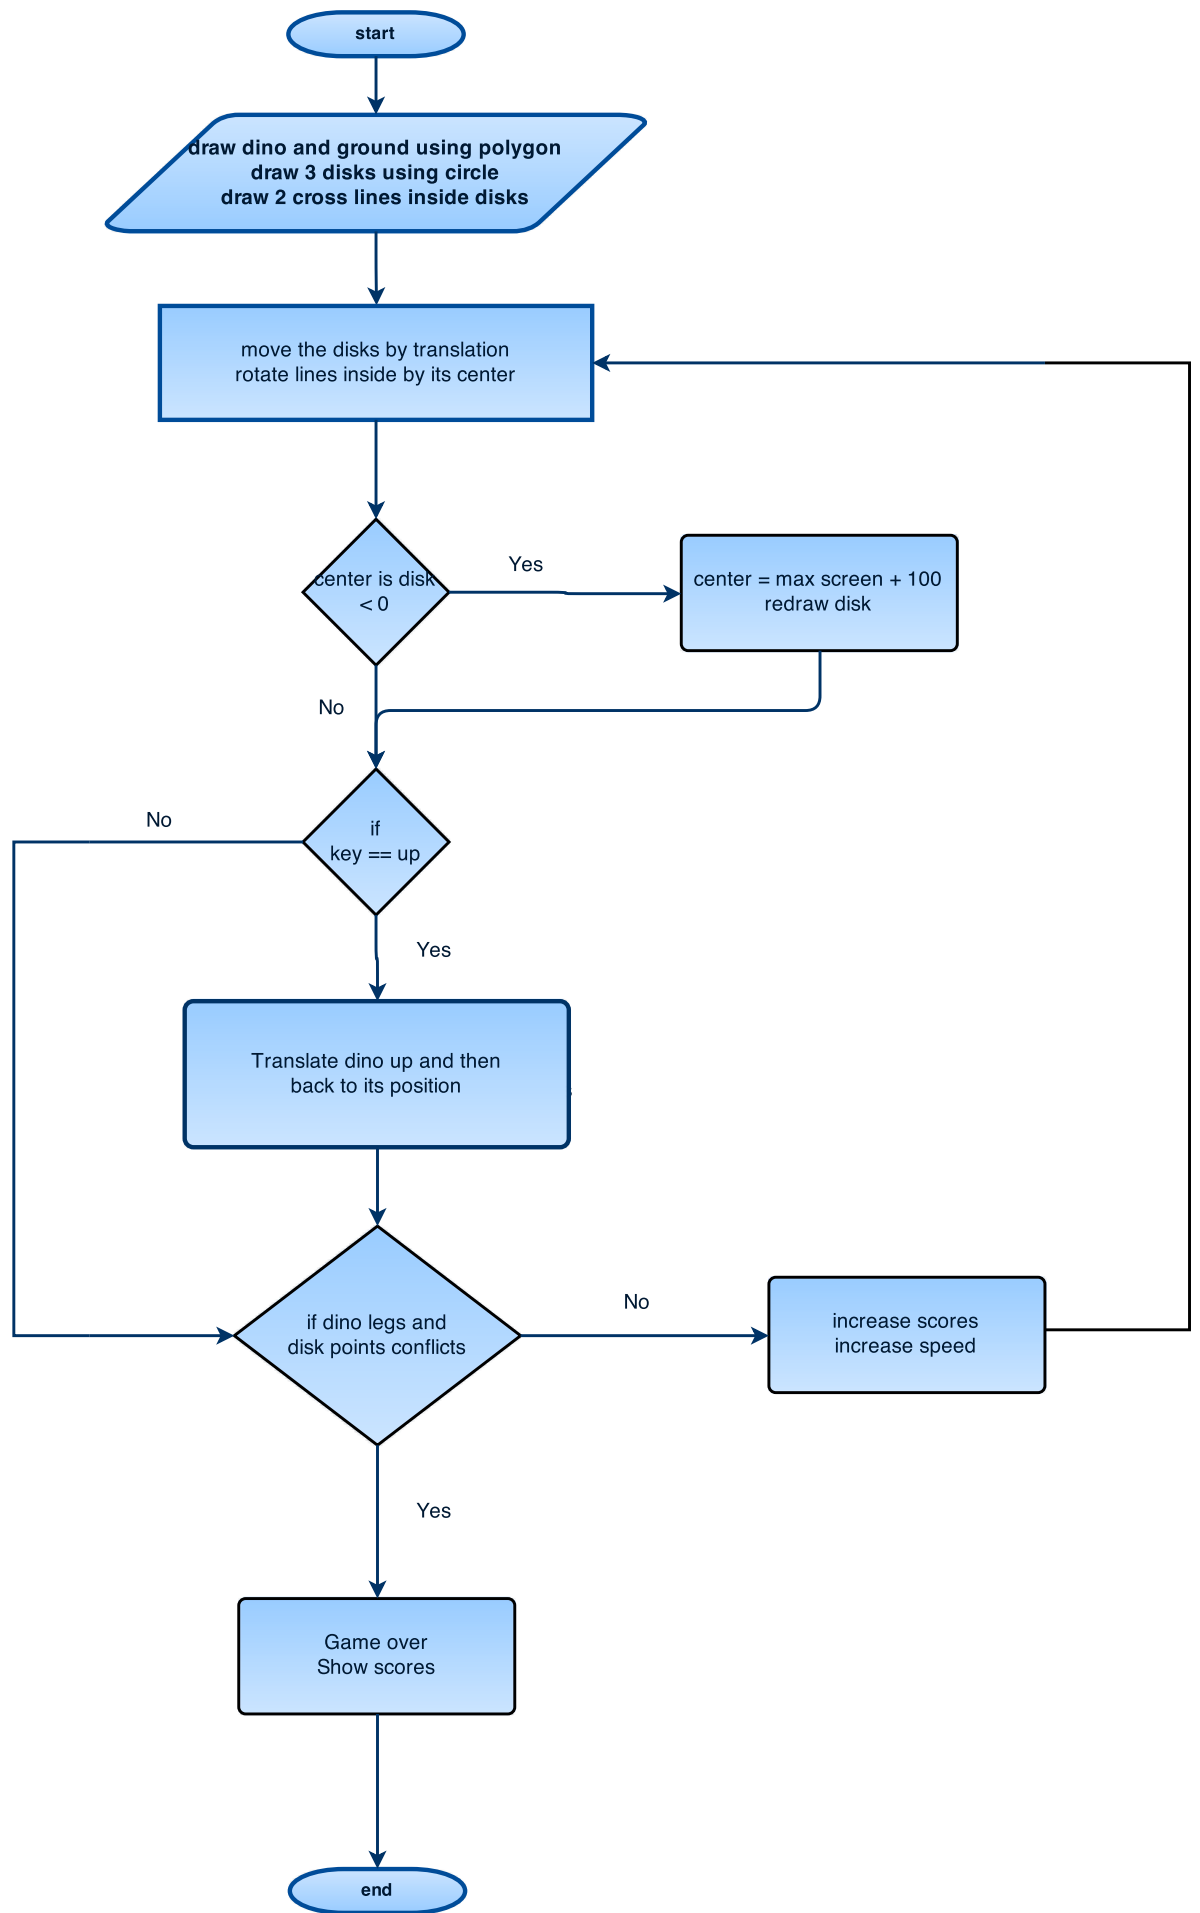 start
draw dino and ground using polygon
draw 3 disks using circle
draw 2 cross lines inside disks
move the disks by translation
rotate lines inside by its center
center is disk
< 0
Yes
center = max screen + 100
redraw disk
No
if
key == up
No
Yes
Translate dino up and then
back to its position
if dino legs and
disk points conflicts
No
increase scores
increase speed
Yes
Game over
Show scores
end